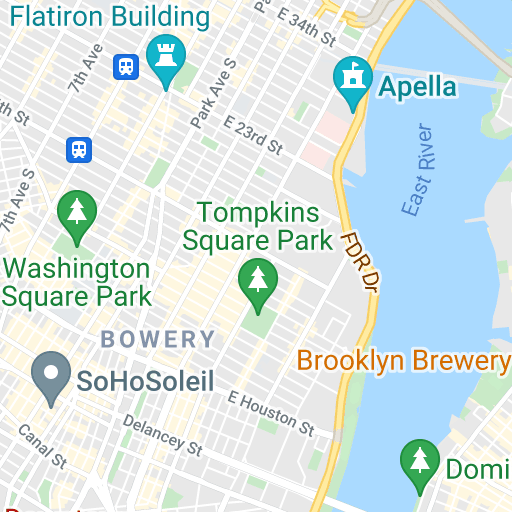 Flatiron Building
E 34th St
7th Ave
Park Ave S
Apella
E 23rd St
East River
7th Ave S
Tompkins
Square Park
Washington
Square Park
FDR Dr
BOWERY
Brooklyn Brewery
SoHoSoleil
E Houston St
Delancey St
Canal St
Domi